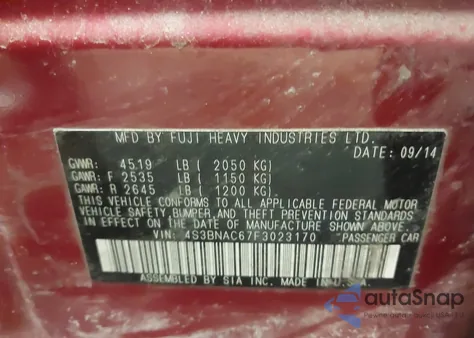 MFD BY FUJI HEAVY INDUSTRIES LTD.
DATE: 09/14
GVWR: 4519 LB ( 2050 KG)
GAWR: F 2535 LB ( 1150 KG)
GAWR: R 2645 LB ( 1200 KG)
THIS VEHICLE CONFORMS TO ALL APPLICABLE FEDERAL MOTOR
VEHICLE SAFETY, BUMPER, AND THEFT PREVENTION STANDARDS
IN EFFECT ON THE DATE OF MANUFACTURE SHOWN ABOVE.
VIN: 4S3BNAC67F3023170
PASSENGER CAR
ASSEMBLED BY SIA INC. MADE IN U.S.A.
autoSnap